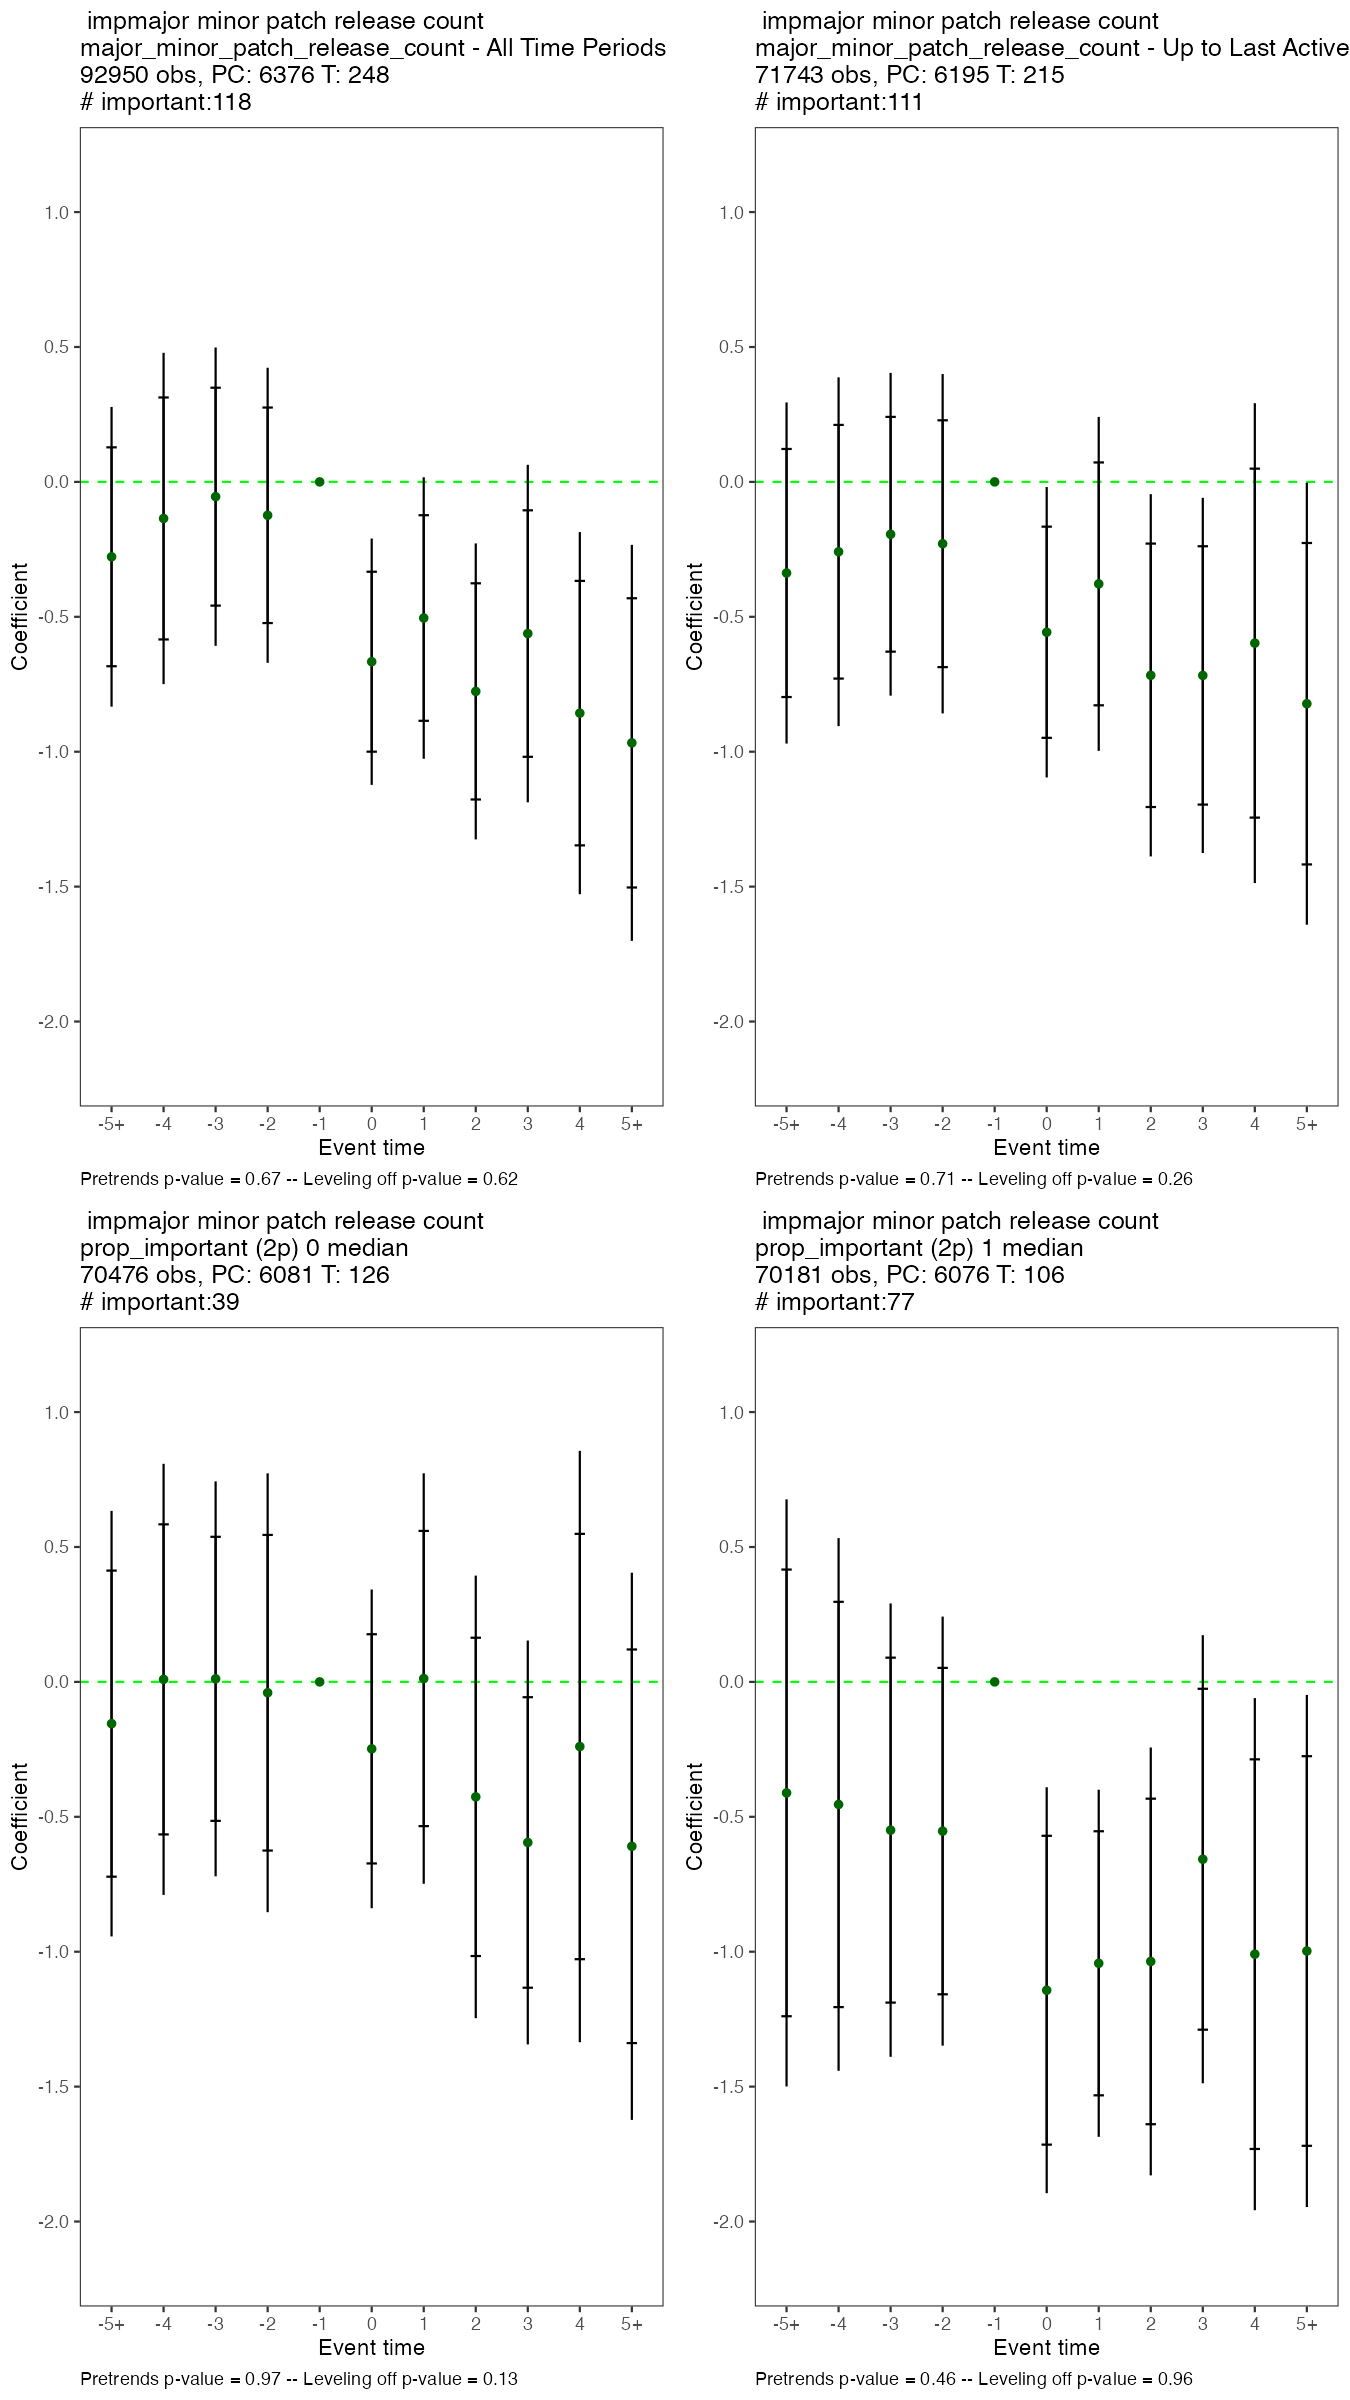 impmajor minor patch release count
major_minor_patch_release_count - All Time Periods
92950 obs, PC: 6376 T: 248
# important:118
1.0
0.5
0.0
-0.5
-1.0
-1.5
-2.0
Coefficient
-5+ -4 -3 -2 -1 0 1 2 3 4 5+
Event time
Pretrends p-value = 0.67 -- Leveling off p-value = 0.62
impmajor minor patch release count
major_minor_patch_release_count - Up to Last Active
71743 obs, PC: 6195 T: 215
# important:111
1.0
0.5
0.0
-0.5
-1.0
-1.5
-2.0
Coefficient
-5+ -4 -3 -2 -1 0 1 2 3 4 5+
Event time
Pretrends p-value = 0.71 -- Leveling off p-value = 0.26
impmajor minor patch release count
prop_important (2p) 0 median
70476 obs, PC: 6081 T: 126
# important:39
1.0
0.5
0.0
-0.5
-1.0
-1.5
-2.0
Coefficient
-5+ -4 -3 -2 -1 0 1 2 3 4 5+
Event time
Pretrends p-value = 0.97 -- Leveling off p-value = 0.13
impmajor minor patch release count
prop_important (2p) 1 median
70181 obs, PC: 6076 T: 106
# important:77
1.0
0.5
0.0
-0.5
-1.0
-1.5
-2.0
Coefficient
-5+ -4 -3 -2 -1 0 1 2 3 4 5+
Event time
Pretrends p-value = 0.46 -- Leveling off p-value = 0.96